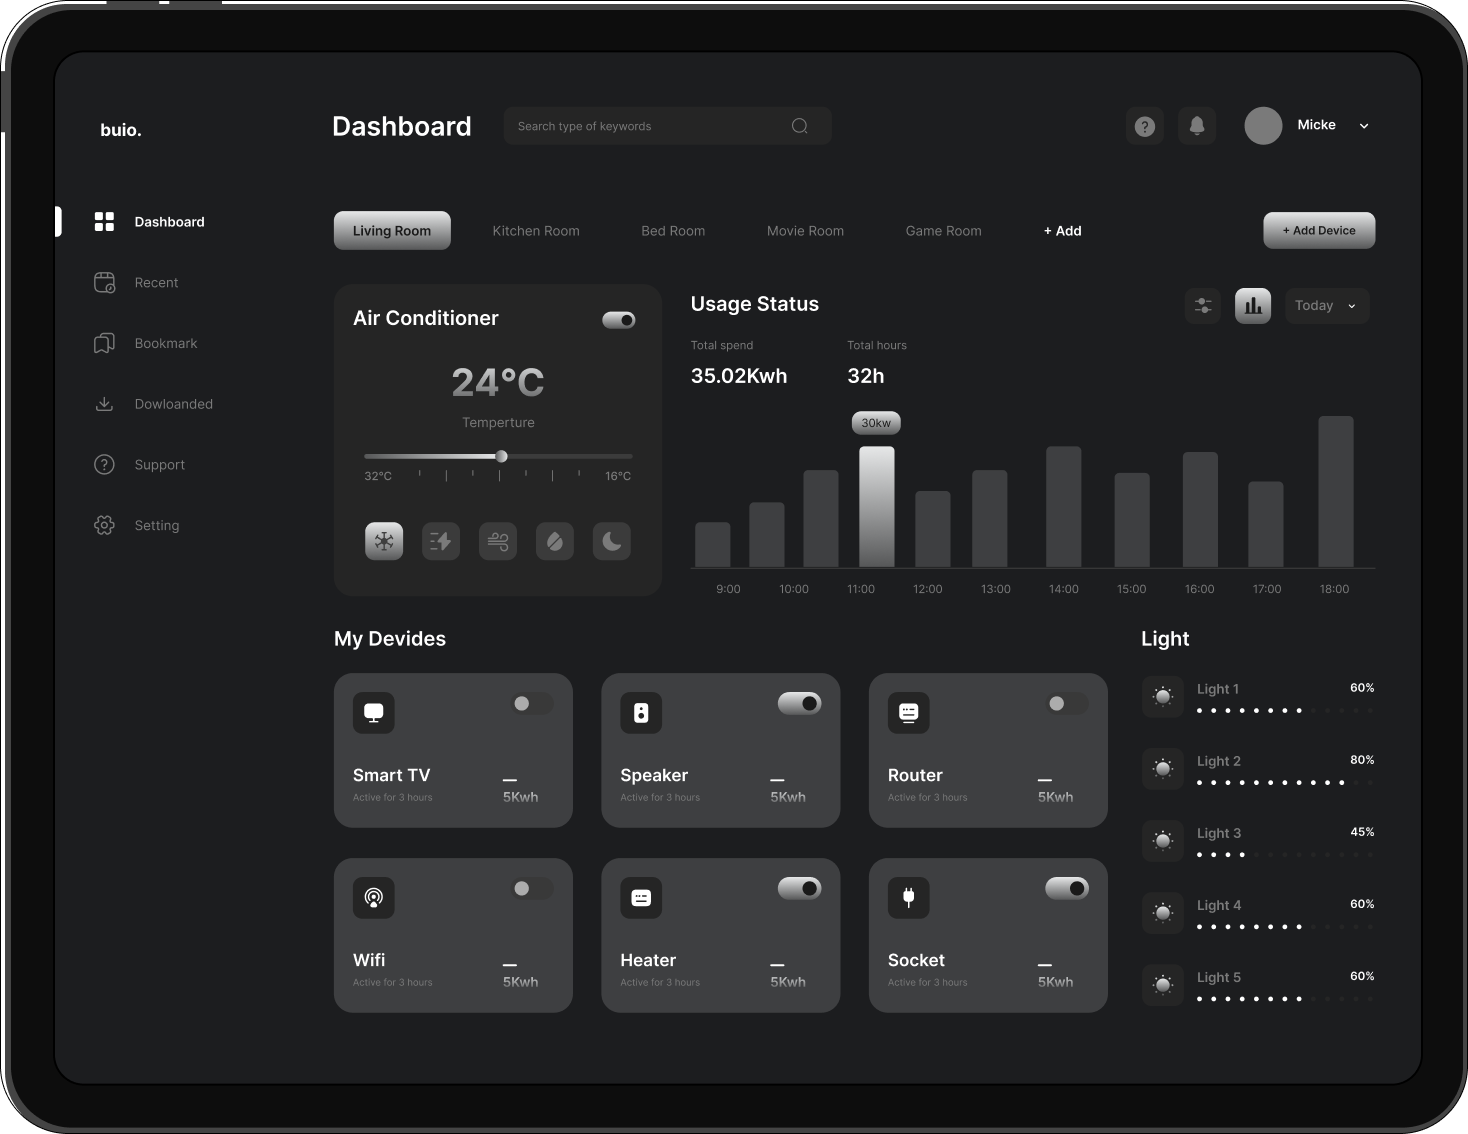 buio.
Dashboard
Search type of keywords
Micke
Dashboard
Recent
Bookmark
Dowloanded
Support
Setting
Living Room
Kitchen Room
Bed Room
Movie Room
Game Room
+ Add
+ Add Device
Air Conditioner
24°C
Temperture
32°C
16°C
Usage Status
Today
Total spend
Total hours
35.02Kwh
32h
30kw
9:00
10:00
11:00
12:00
13:00
14:00
15:00
16:00
17:00
18:00
My Devides
Smart TV
Active for 3 hours
5Kwh
Speaker
Active for 3 hours
5Kwh
Router
Active for 3 hours
5Kwh
Wifi
Active for 3 hours
5Kwh
Heater
Active for 3 hours
5Kwh
Socket
Active for 3 hours
5Kwh
Light
Light 1
60%
Light 2
80%
Light 3
45%
Light 4
60%
Light 5
60%